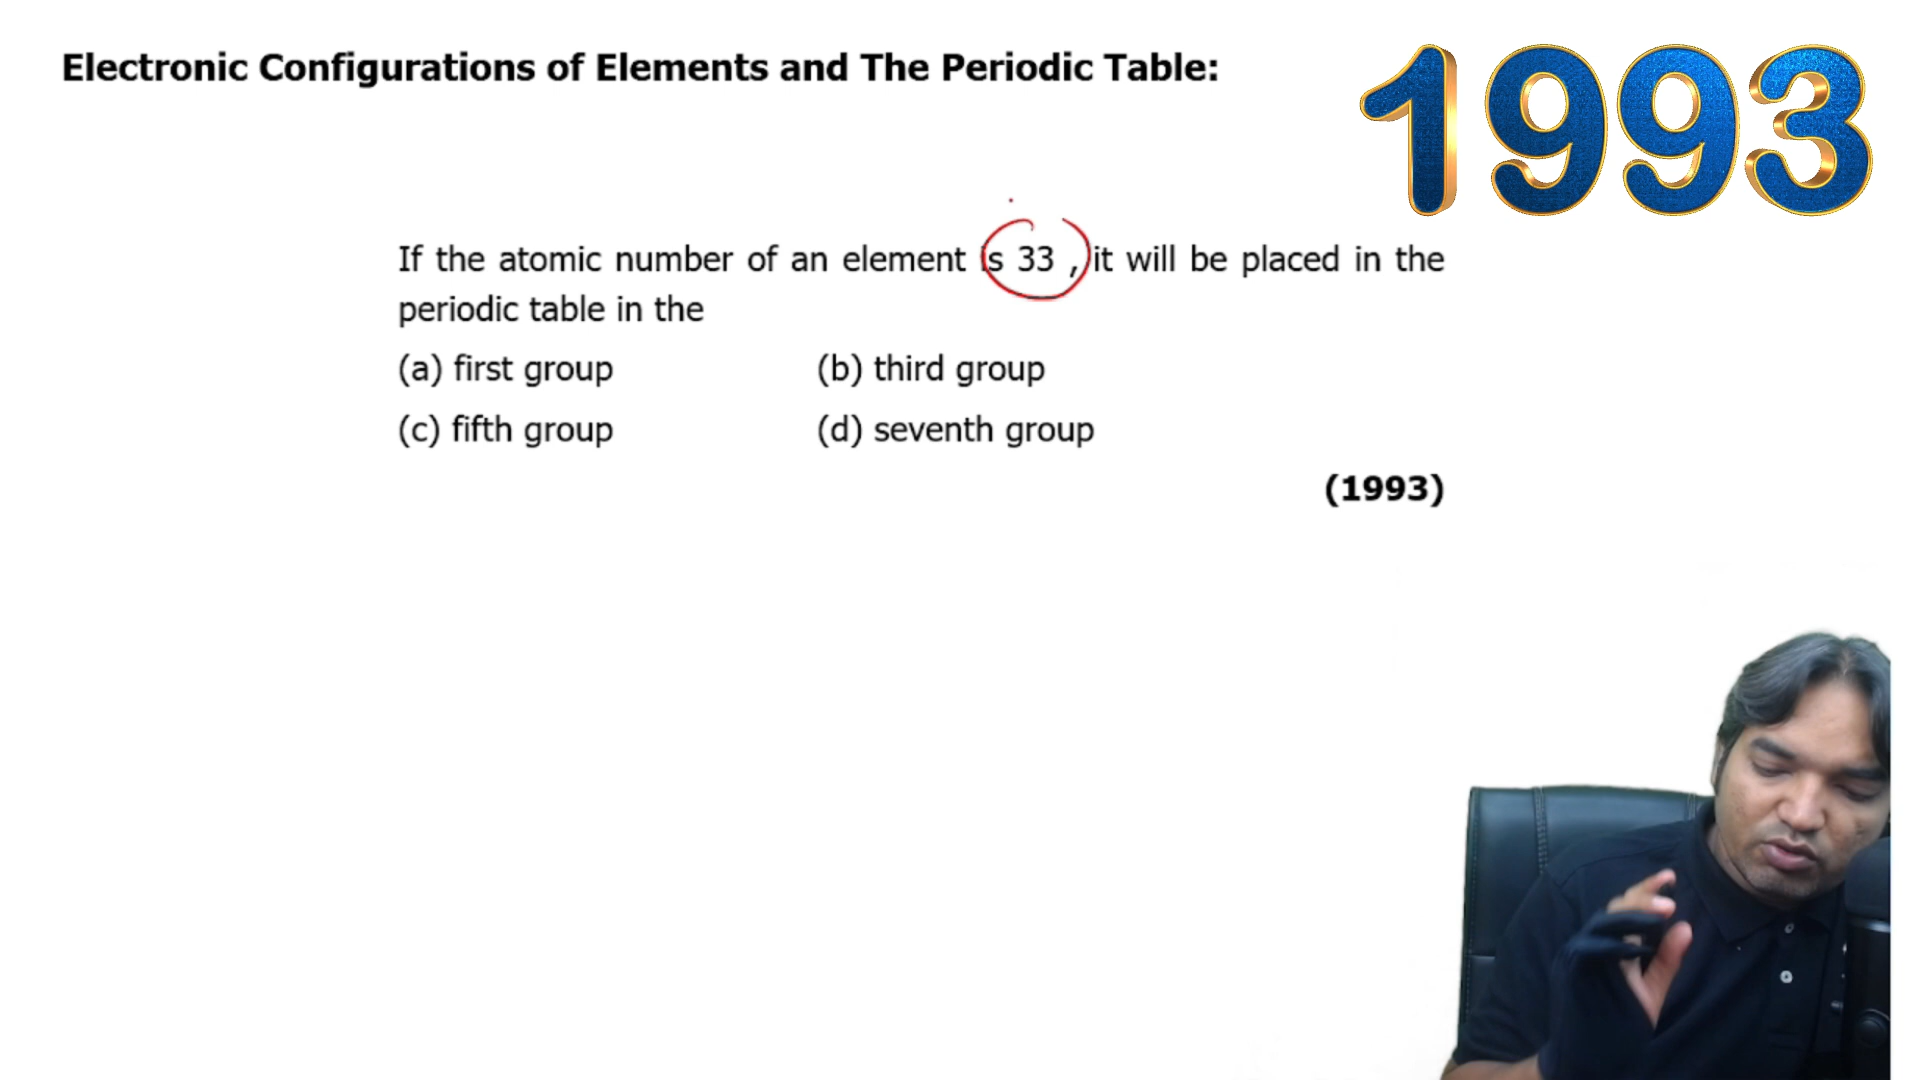 Electronic Configurations of Elements and The Periodic Table:
1993
If the atomic number of an element is 33 , it will be placed in the
periodic table in the
(a) first group (b) third group
(c) fifth group (d) seventh group
(1993)